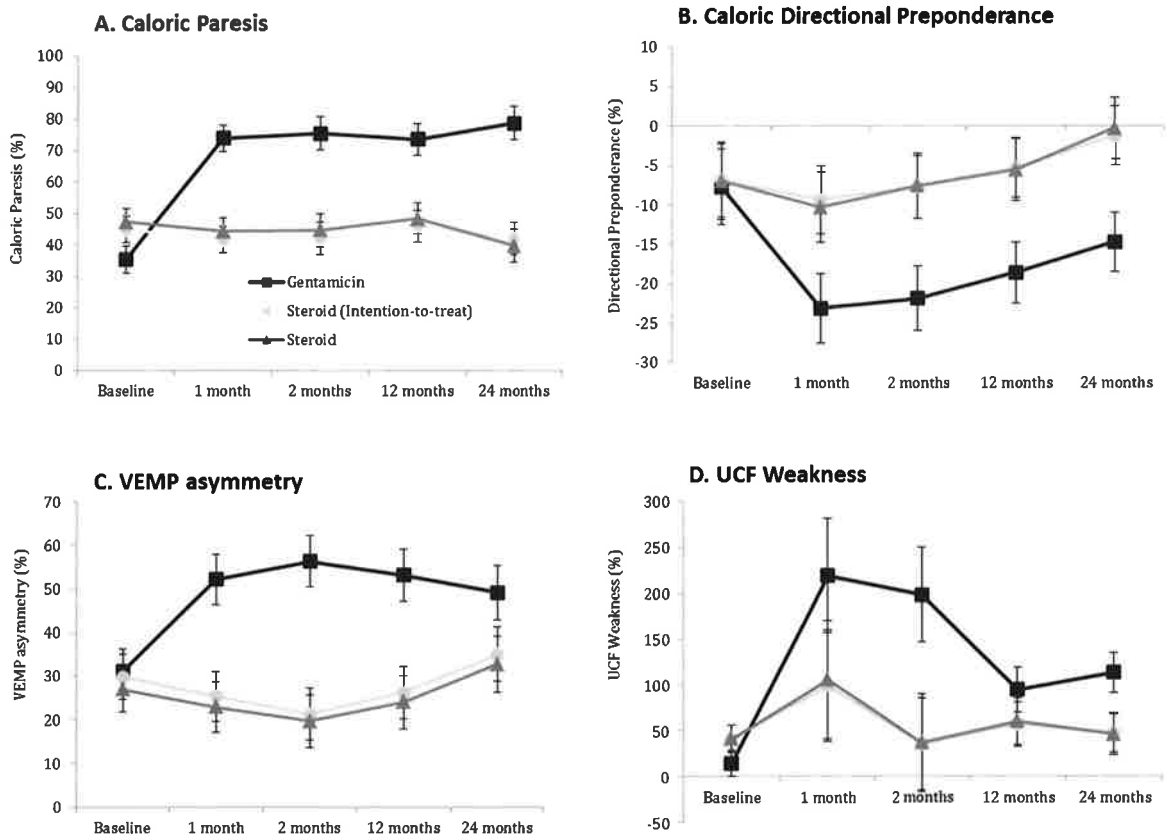 A. Caloric Paresis
100
90
80
70
60
50
40
30
20
10
0
Caloric Paresis (%)
Gentamicin
Steroid (Intention-to-treat)
Steroid
Baseline 1 month 2 months 12 months 24 months
B. Caloric Directional Preponderance
10
5
0
-5
-10
-15
-20
-25
-30
Directional Preponderance (%)
Baseline 1 month 2 months 12 months 24 months
C. VEMP asymmetry
70
60
50
40
30
20
10
0
VEMP asymmetry (%)
Baseline 1 month 2 months 12 months 24 months
D. UCF Weakness
300
250
200
150
100
50
0
-50
UCF Weakness (%)
Baseline 1 month 2 months 12 months 24 months